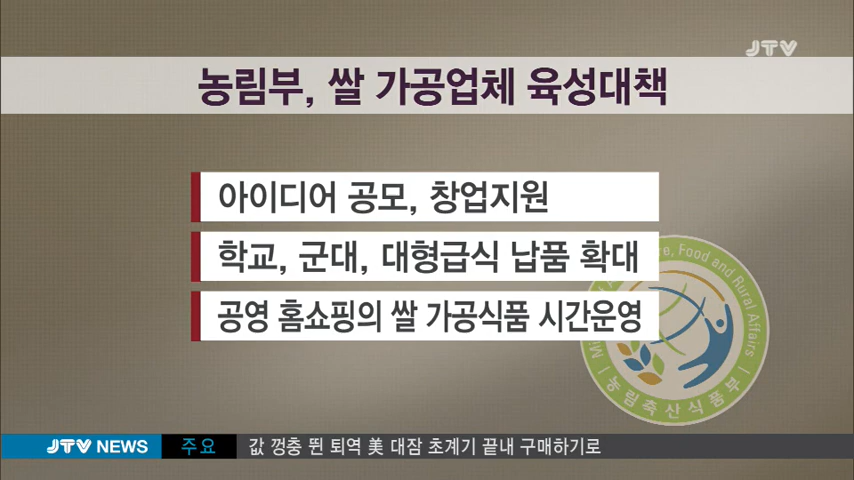 JTV
농림부, 쌀 가공업체 육성대책
아이디어 공모, 창업지원
학교, 군대, 대형급식 납품 확대
공영 홈쇼핑의 쌀 가공식품 시간운영
Food and Rural Affairs
농림축산식품부
JTV NEWS 주요 값 껑충 뛴 퇴역 美 대잠 초계기 끝내 구매하기로